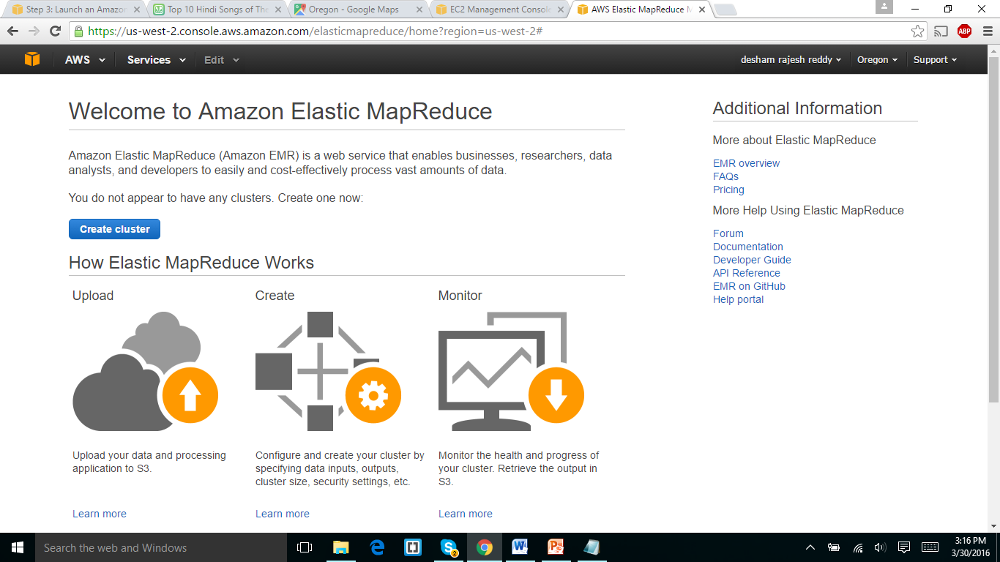 Step 3: Launch an Amazon
Top 10 Hindi Songs of The
Oregon - Google Maps
EC2 Management Console
AWS Elastic MapReduce M
https://us-west-2.console.aws.amazon.com/elasticmapreduce/home?region=us-west-2#
ABP
AWS
Services
Edit
desham rajesh reddy
Oregon
Support
Welcome to Amazon Elastic MapReduce
Amazon Elastic MapReduce (Amazon EMR) is a web service that enables businesses, researchers, data
analysts, and developers to easily and cost-effectively process vast amounts of data.
You do not appear to have any clusters. Create one now:
Create cluster
How Elastic MapReduce Works
Upload
Upload your data and processing
application to S3.
Learn more
Create
Configure and create your cluster by
specifying data inputs, outputs,
cluster size, security settings, etc.
Learn more
Monitor
Monitor the health and progress of
your cluster. Retrieve the output in
S3.
Learn more
Additional Information
More about Elastic MapReduce
EMR overview
FAQs
Pricing
More Help Using Elastic MapReduce
Forum
Documentation
Developer Guide
API Reference
EMR on GitHub
Help portal
Search the web and Windows
2
3:16 PM
3/30/2016